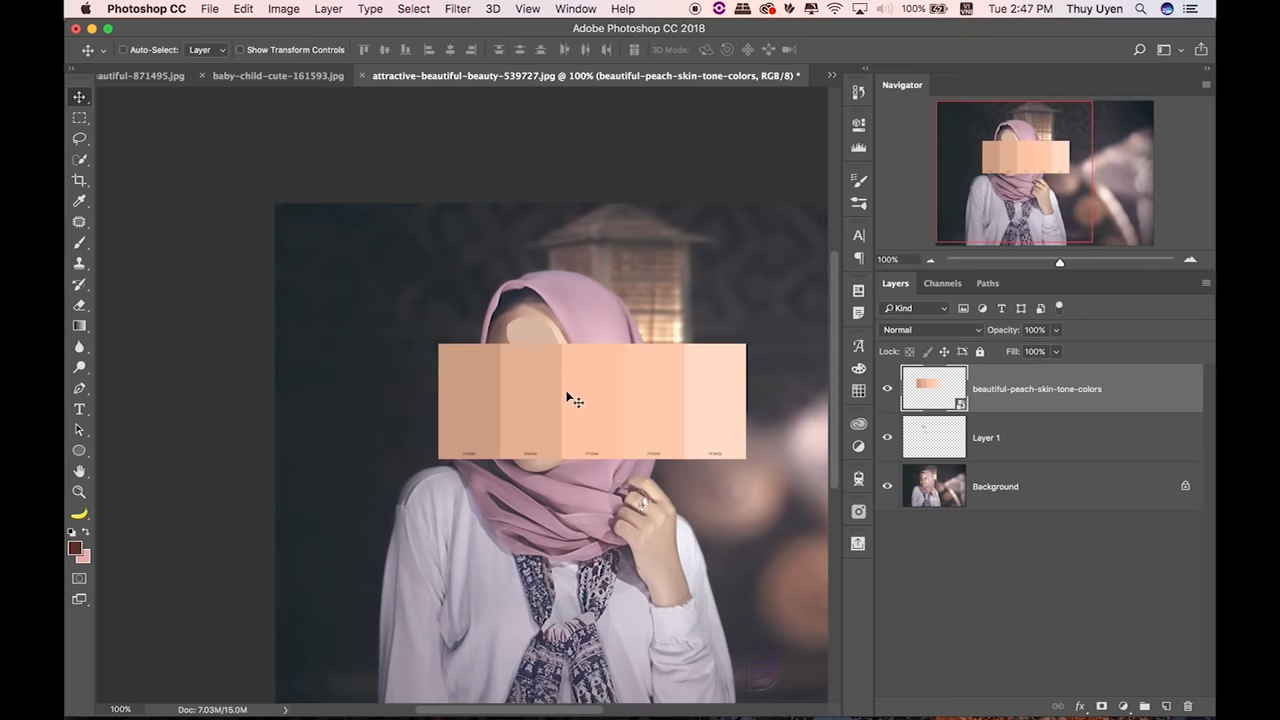 Photoshop CC File Edit Image Layer Type Select Filter 3D View Window Help 100% Tue 2:47 PM Thuy Uyen
Adobe Photoshop CC 2018
Auto-Select: Layer Show Transform Controls 3D Mode:
autiful-871495.jpg baby-child-cute-161593.jpg attractive-beautiful-beauty-539727.jpg @ 100% (beautiful-peach-skin-tone-colors, RGB/8) *
Navigator
100%
Layers Channels Paths
Kind
Normal Opacity: 100%
Lock: Fill: 100%
beautiful-peach-skin-tone-colors
Layer 1
Background
100% Doc: 7.03M/15.0M